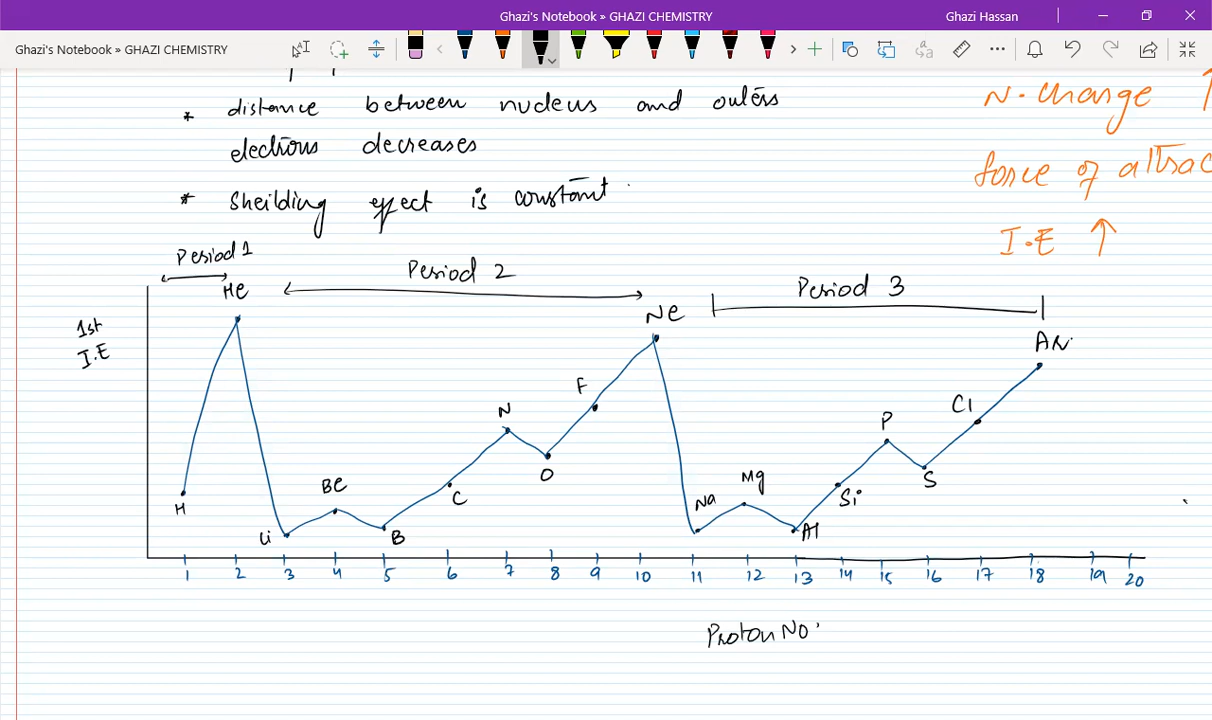 Ghazi's Notebook » GHAZI CHEMISTRY
Ghazi Hassan
Ghazi's Notebook » GHAZI CHEMISTRY
* distance between nucleus and outers
electrons decreases
* Sheilding effect is constant
N. Charge ↑
force of attrac
I.E ↑
Period 1
Period 2
Period 3
1st
I.E
H
He
Li
Be
B
C
N
O
F
Ne
Na
Mg
Al
Si
P
S
Cl
AR
1 2 3 4 5 6 7 8 9 10 11 12 13 14 15 16 17 18 19 20
Proton No.